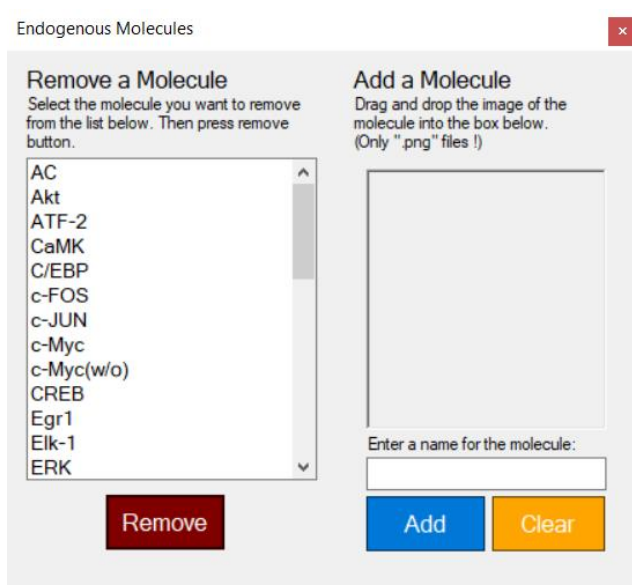 Endogenous Molecules
×
Remove a Molecule
Select the molecule you want to remove
from the list below. Then press remove
button.
AC
Akt
ATF-2
CaMK
C/EBP
c-FOS
c-JUN
c-Myc
c-Myc(w/o)
CREB
Egr1
Elk-1
ERK
Remove
Add a Molecule
Drag and drop the image of the
molecule into the box below.
(Only ".png" files !)
Enter a name for the molecule:
Add
Clear